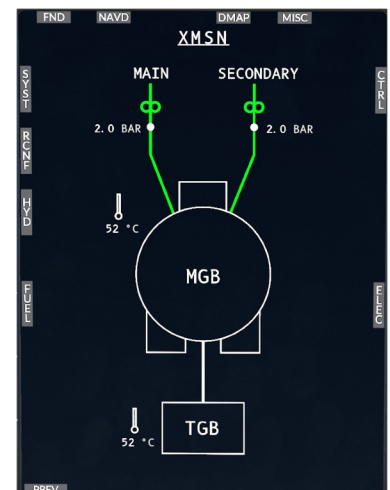 FND NAVD DMAP MISC
XMSN
SYST
MAIN SECONDARY
CTRL
2.0 BAR 2.0 BAR
RCNF
HYD
52 °C
MGB
FUEL
ELEC
TGB
52 °C
PREV